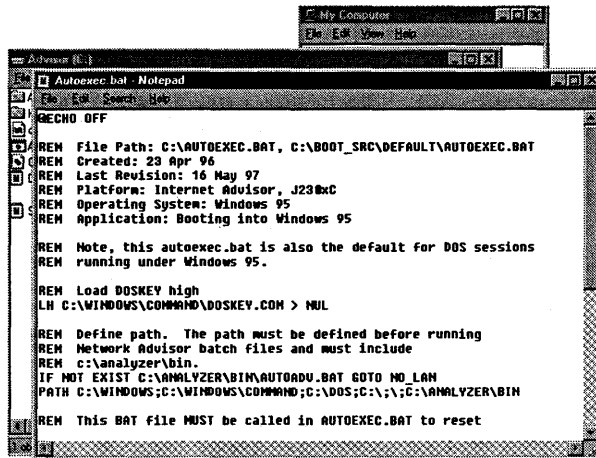 My Computer
File Edit View Help
Advisor (C:)
Autoexec.bat - Notepad
File Edit Search Help
@ECHO OFF
REM File Path: C:\AUTOEXEC.BAT, C:\BOOT_SRC\DEFAULT\AUTOEXEC.BAT
REM Created: 23 Apr 96
REM Last Revision: 16 May 97
REM Platform: Internet Advisor, J230xC
REM Operating System: Windows 95
REM Application: Booting into Windows 95
REM Note, this autoexec.bat is also the default for DOS sessions
REM running under Windows 95.
REM Load DOSKEY high
LH C:\WINDOWS\COMMAND\DOSKEY.COM > NUL
REM Define path. The path must be defined before running
REM Network Advisor batch files and must include
REM c:\analyzer\bin.
IF NOT EXIST C:\ANALYZER\BIN\AUTOADV.BAT GOTO NO_LAN
PATH C:\WINDOWS;C:\WINDOWS\COMMAND;C:\DOS;C:\;\;C:\ANALYZER\BIN
REM This BAT file MUST be called in AUTOEXEC.BAT to reset